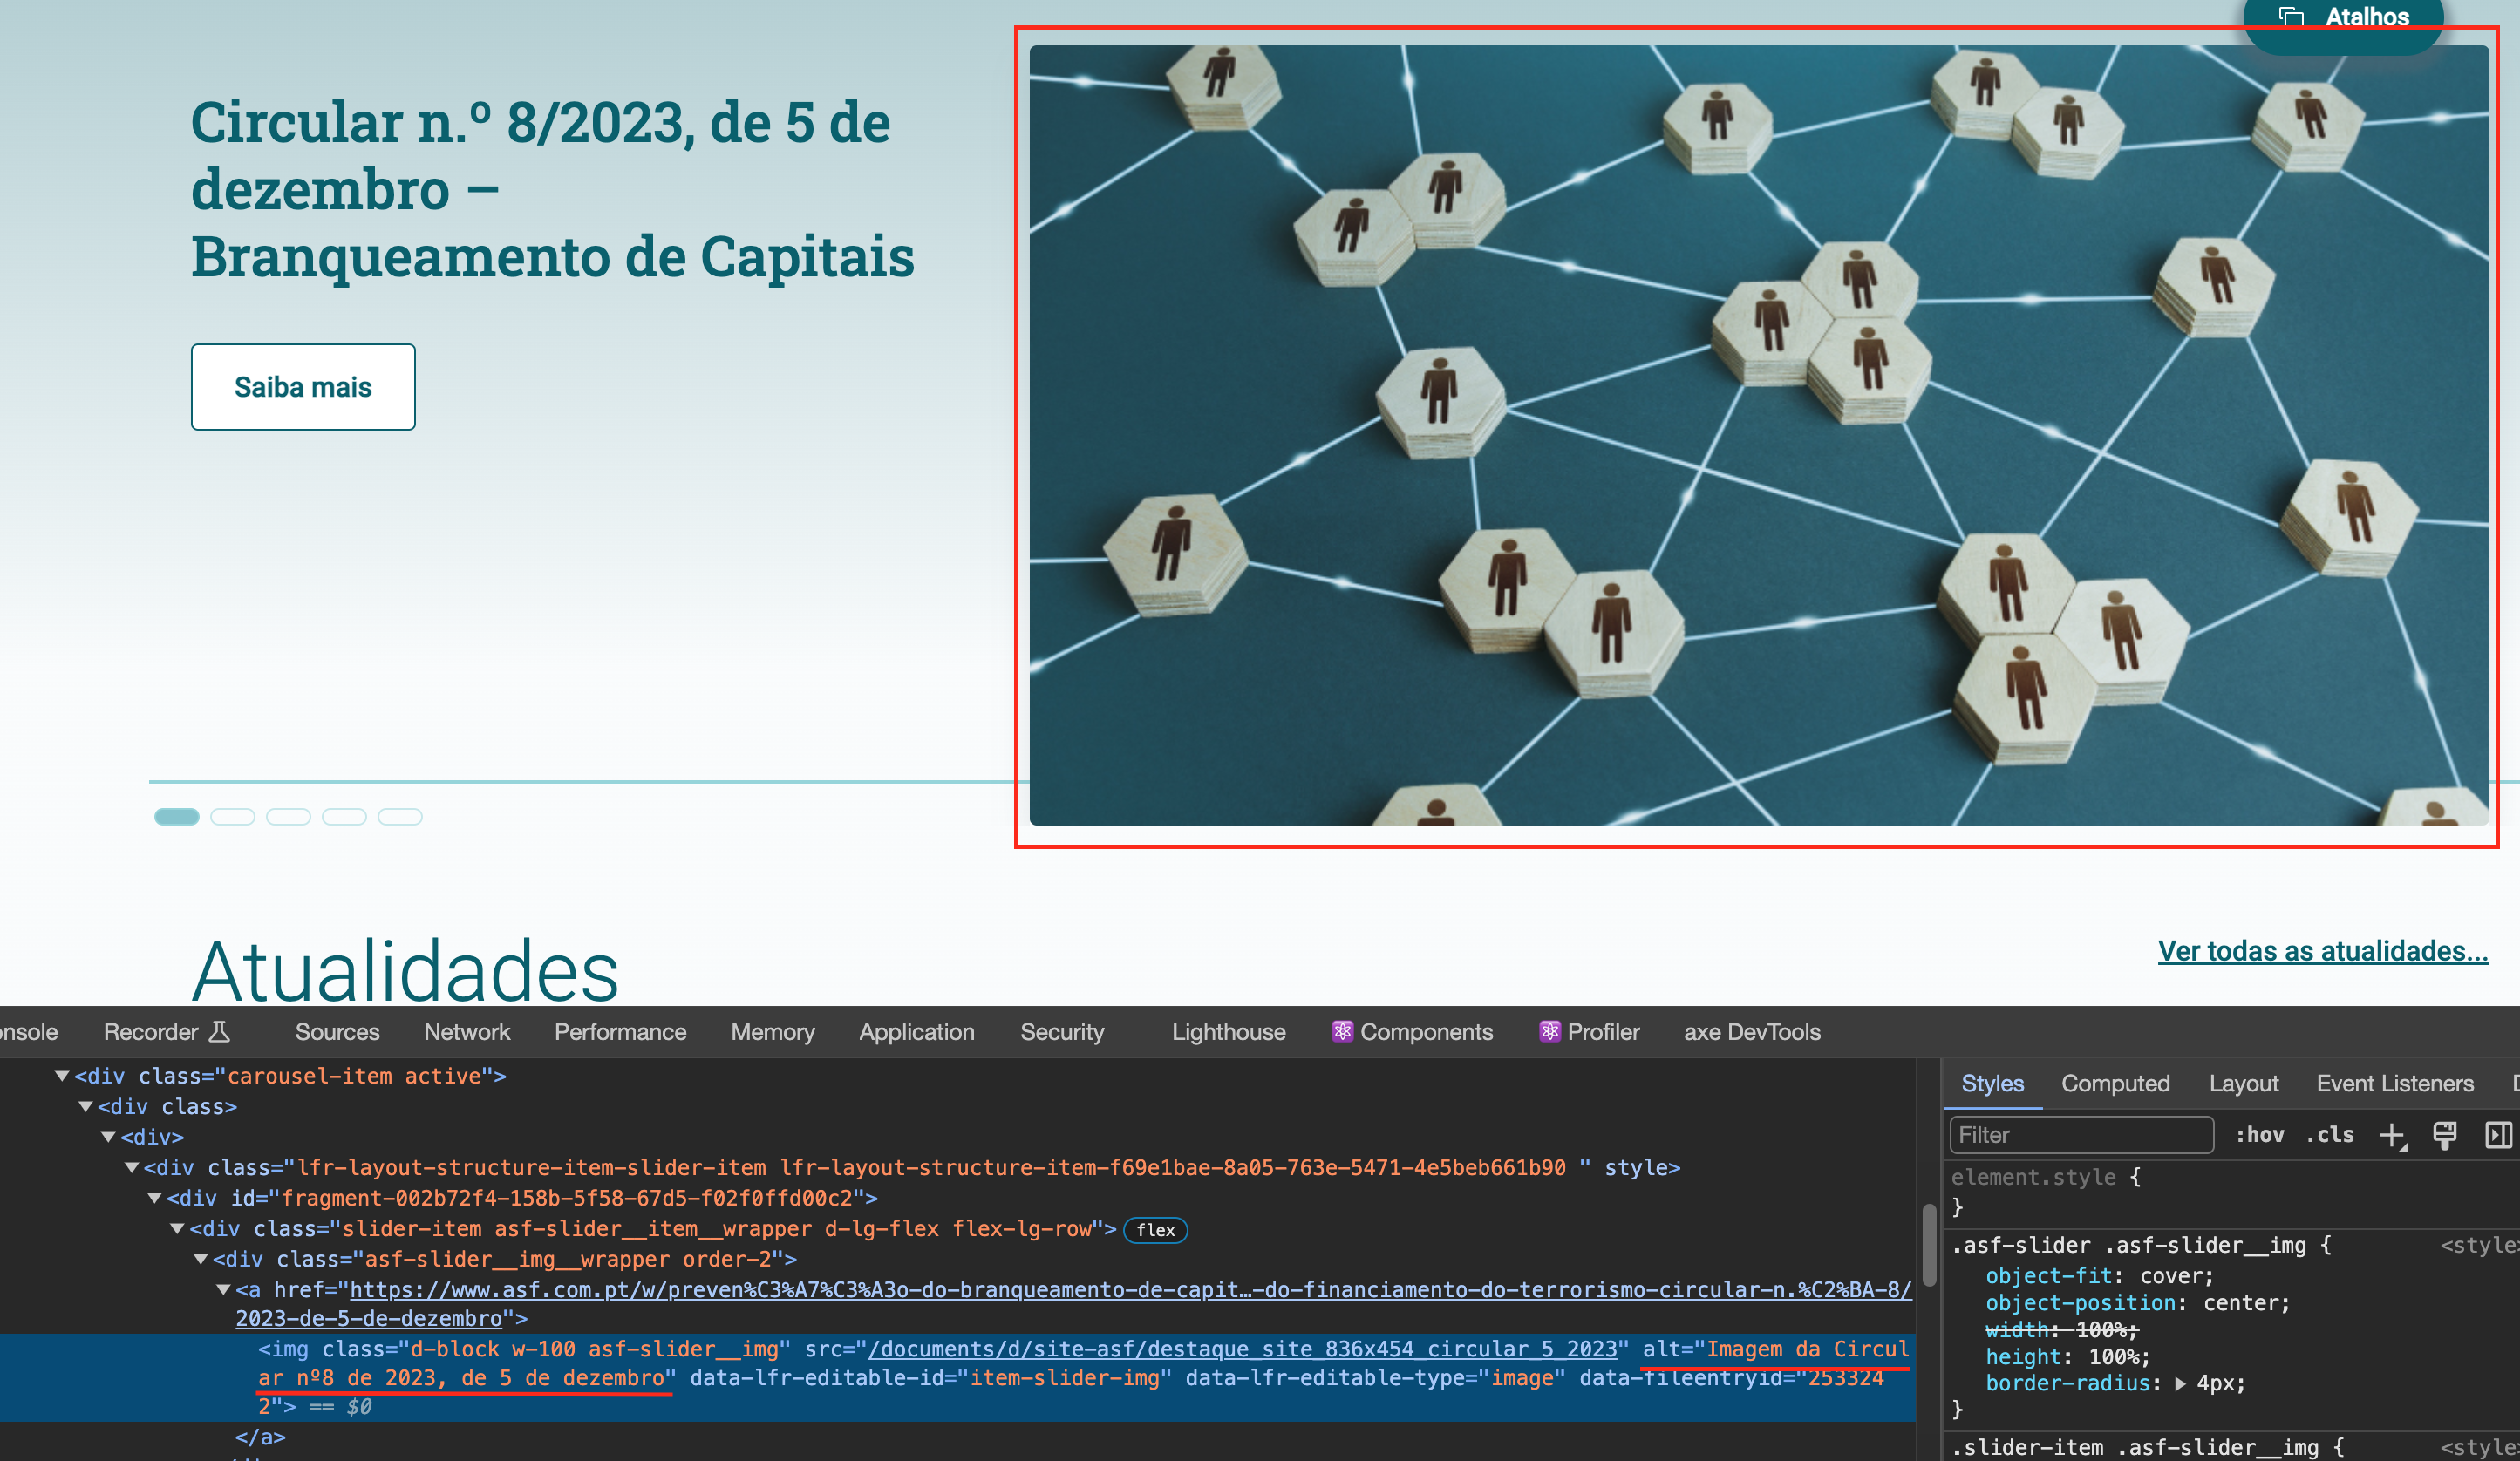 Atalhos
Circular n.º 8/2023, de 5 de
dezembro –
Branqueamento de Capitais
Saiba mais
Atualidades
Ver todas as atualidades...
onsole Recorder Sources Network Performance Memory Application Security Lighthouse Components Profiler axe DevTools
<div class="carousel-item active">
<div class>
<div>
<div class="lfr-layout-structure-item-slider-item lfr-layout-structure-item-f69e1bae-8a05-763e-5471-4e5beb661b90 " style>
<div id="fragment-002b72f4-158b-5f58-67d5-f02f0ffd00c2">
<div class="slider-item asf-slider__item__wrapper d-lg-flex flex-lg-row"> flex
<div class="asf-slider__img__wrapper order-2">
<a href="https://www.asf.com.pt/w/preven%C3%A7%C3%A3o-do-branqueamento-de-capit…-do-financiamento-do-terrorismo-circular-n.%C2%BA-8/
2023-de-5-de-dezembro">
<img class="d-block w-100 asf-slider__img" src="/documents/d/site-asf/destaque_site_836x454_circular_5_2023" alt="Imagem da Circul
ar nº8 de 2023, de 5 de dezembro" data-lfr-editable-id="item-slider-img" data-lfr-editable-type="image" data-fileentryid="253324
2"> == $0
</a>
Styles Computed Layout Event Listeners
Filter :hov .cls
element.style {
}
.asf-slider .asf-slider__img { <style
object-fit: cover;
object-position: center;
width: 100%;
height: 100%;
border-radius: 4px;
}
.slider-item .asf-slider__img { <style